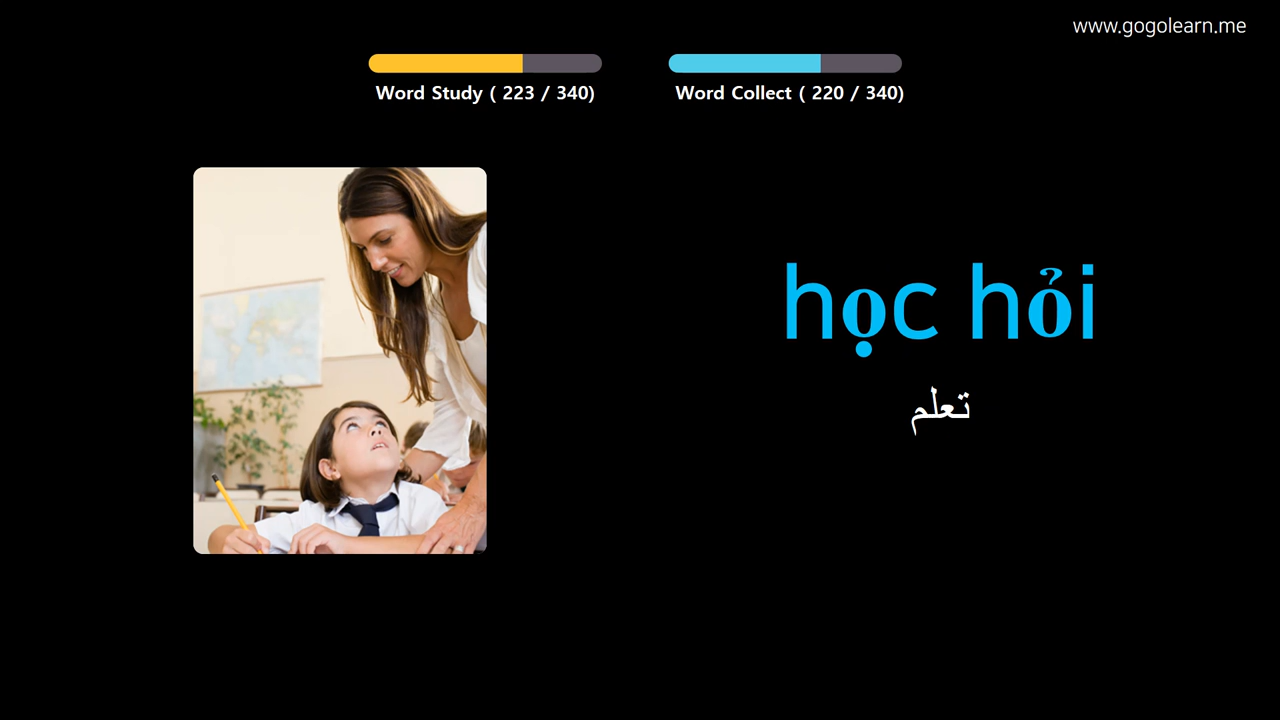 www.gogolearn.me
Word Study ( 223 / 340)
Word Collect ( 220 / 340)
học hỏi
تعلم